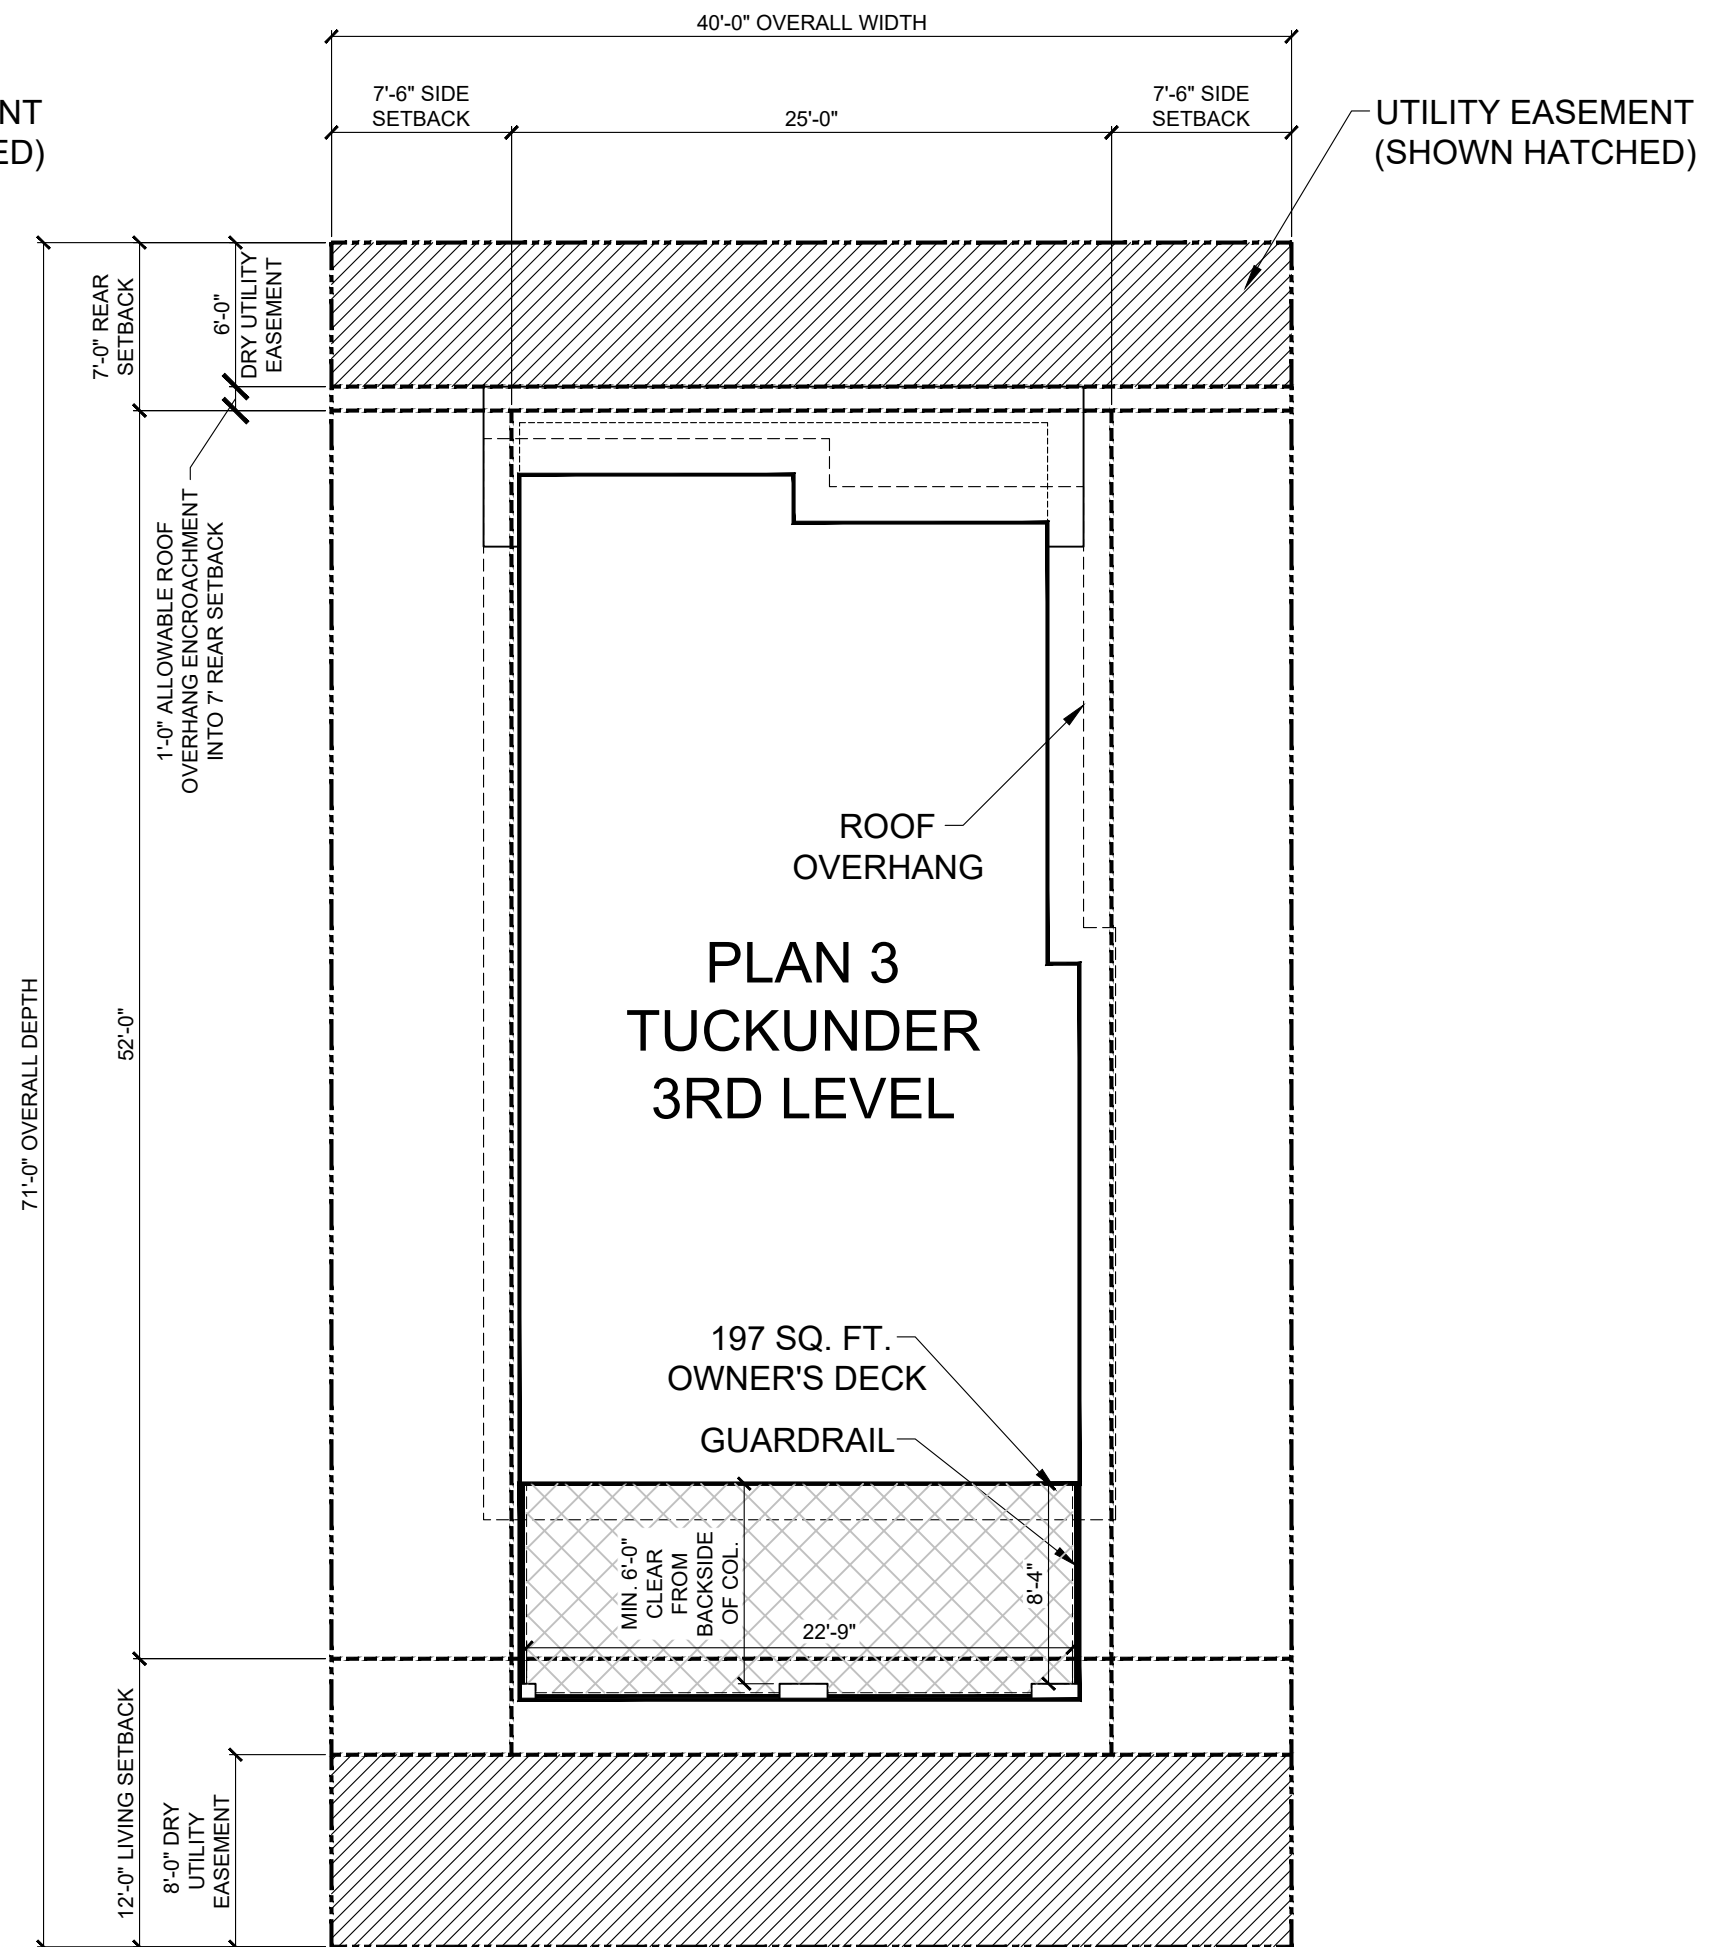 40'-0" OVERALL WIDTH
7'-6" SIDE
SETBACK
25'-0"
7'-6" SIDE
SETBACK
NT
ED)
UTILITY EASEMENT
(SHOWN HATCHED)
7'-0" REAR
SETBACK
6'-0"
DRY UTILITY
EASEMENT
1'-0" ALLOWABLE ROOF
OVERHANG ENCROACHMENT
INTO 7' REAR SETBACK
ROOF
OVERHANG
PLAN 3
TUCKUNDER
3RD LEVEL
71'-0" OVERALL DEPTH
52'-0"
197 SQ. FT.
OWNER'S DECK
GUARDRAIL
MIN. 6'-0"
CLEAR
FROM
BACKSIDE
OF COL.
8'-4"
22'-9"
12'-0" LIVING SETBACK
8'-0" DRY
UTILITY
EASEMENT